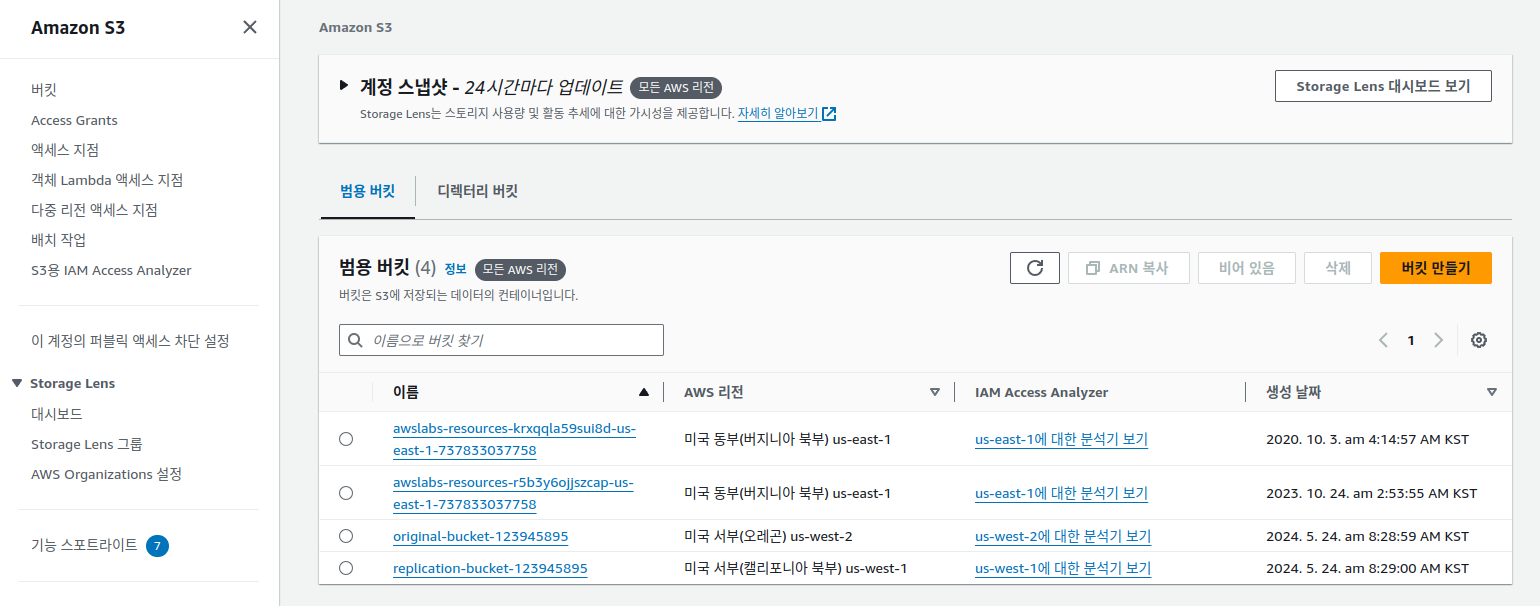 Amazon S3
버킷
Access Grants
액세스 지점
객체 Lambda 액세스 지점
다중 리전 액세스 지점
배치 작업
S3용 IAM Access Analyzer
이 계정의 퍼블릭 액세스 차단 설정
Storage Lens
대시보드
Storage Lens 그룹
AWS Organizations 설정
기능 스포트라이트 7
Amazon S3
계정 스냅샷 - 24시간마다 업데이트 모든 AWS 리전
Storage Lens 대시보드 보기
Storage Lens는 스토리지 사용량 및 활동 추세에 대한 가시성을 제공합니다. 자세히 알아보기
범용 버킷 디렉터리 버킷
범용 버킷 (4) 정보 모든 AWS 리전
ARN 복사 비어 있음 삭제 버킷 만들기
버킷은 S3에 저장되는 데이터의 컨테이너입니다.
이름으로 버킷 찾기
1
이름 AWS 리전 IAM Access Analyzer 생성 날짜
awslabs-resources-krxqqla59sui8d-us-
east-1-737833037758
미국 동부(버지니아 북부) us-east-1 us-east-1에 대한 분석기 보기 2020. 10. 3. am 4:14:57 AM KST
awslabs-resources-r5b3y6ojjszcap-us-
east-1-737833037758
미국 동부(버지니아 북부) us-east-1 us-east-1에 대한 분석기 보기 2023. 10. 24. am 2:53:55 AM KST
original-bucket-123945895 미국 서부(오레곤) us-west-2 us-west-2에 대한 분석기 보기 2024. 5. 24. am 8:28:59 AM KST
replication-bucket-123945895 미국 서부(캘리포니아 북부) us-west-1 us-west-1에 대한 분석기 보기 2024. 5. 24. am 8:29:00 AM KST